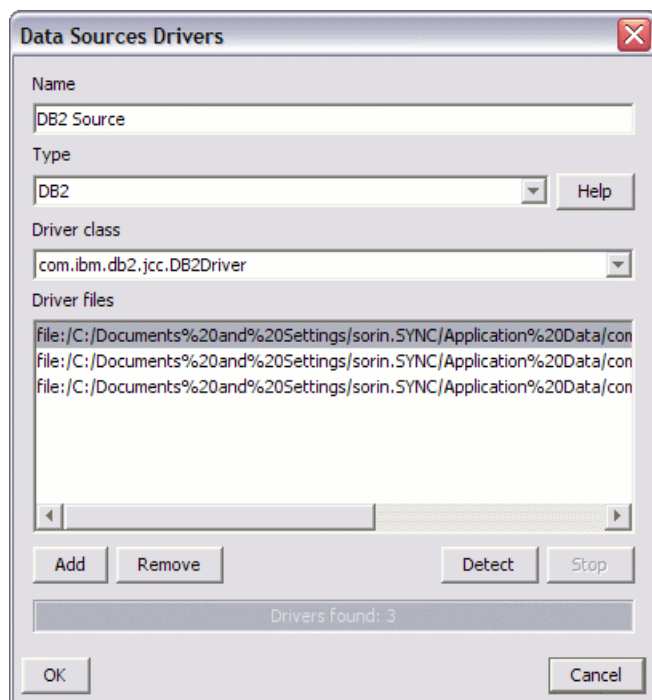 Data Sources Drivers
Name
DB2 Source
Type
DB2
Help
Driver class
com.ibm.db2.jcc.DB2Driver
Driver files
file:/C:/Documents%20and%20Settings/sorin.SYNC/Application%20Data/con
file:/C:/Documents%20and%20Settings/sorin.SYNC/Application%20Data/con
file:/C:/Documents%20and%20Settings/sorin.SYNC/Application%20Data/con
Add Remove Detect Stop
Drivers found: 3
OK Cancel